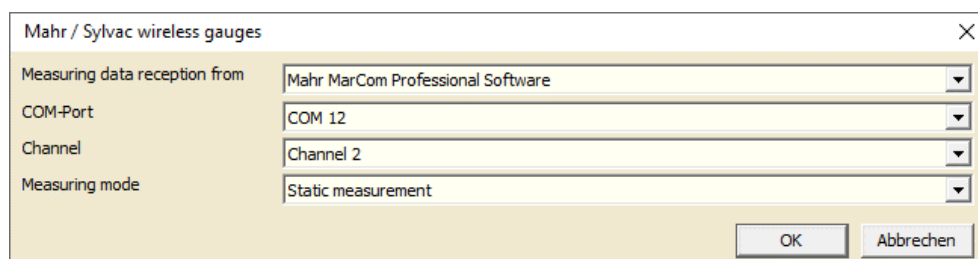 Mahr / Sylvac wireless gauges
Measuring data reception from Mahr MarCom Professional Software
COM-Port COM 12
Channel Channel 2
Measuring mode Static measurement
OK Abbrechen